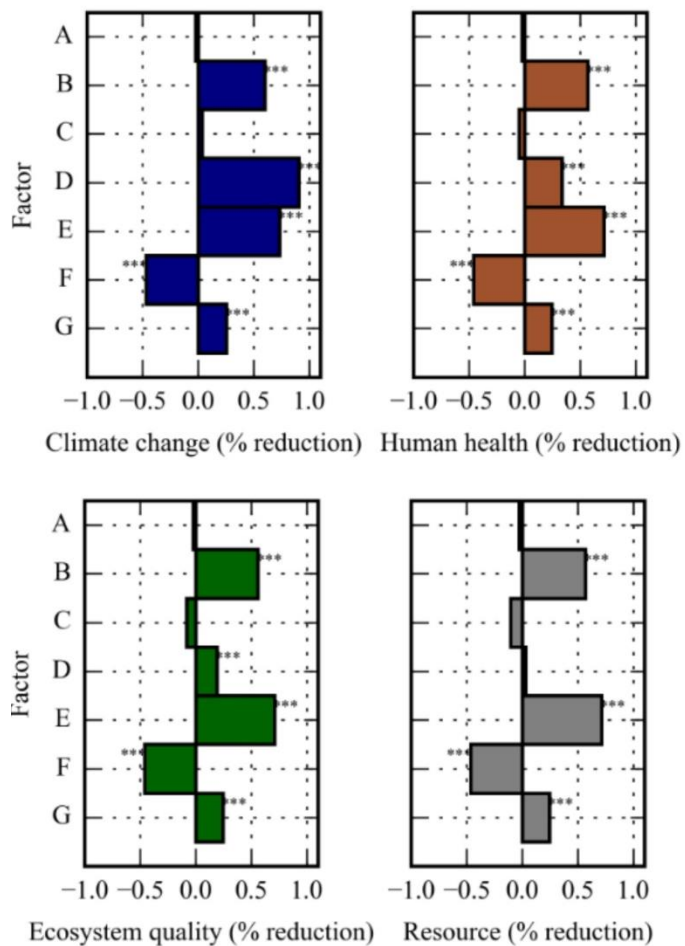 A
B ***
C
D *** ***
E *** ***
F *** ***
G *** ***
Factor
−1.0 −0.5 0.0 0.5 1.0 −1.0 −0.5 0.0 0.5 1.0
Climate change (% reduction) Human health (% reduction)
A
B *** ***
C
D ***
E *** ***
F *** ***
G *** ***
Factor
−1.0 −0.5 0.0 0.5 1.0 −1.0 −0.5 0.0 0.5 1.0
Ecosystem quality (% reduction) Resource (% reduction)